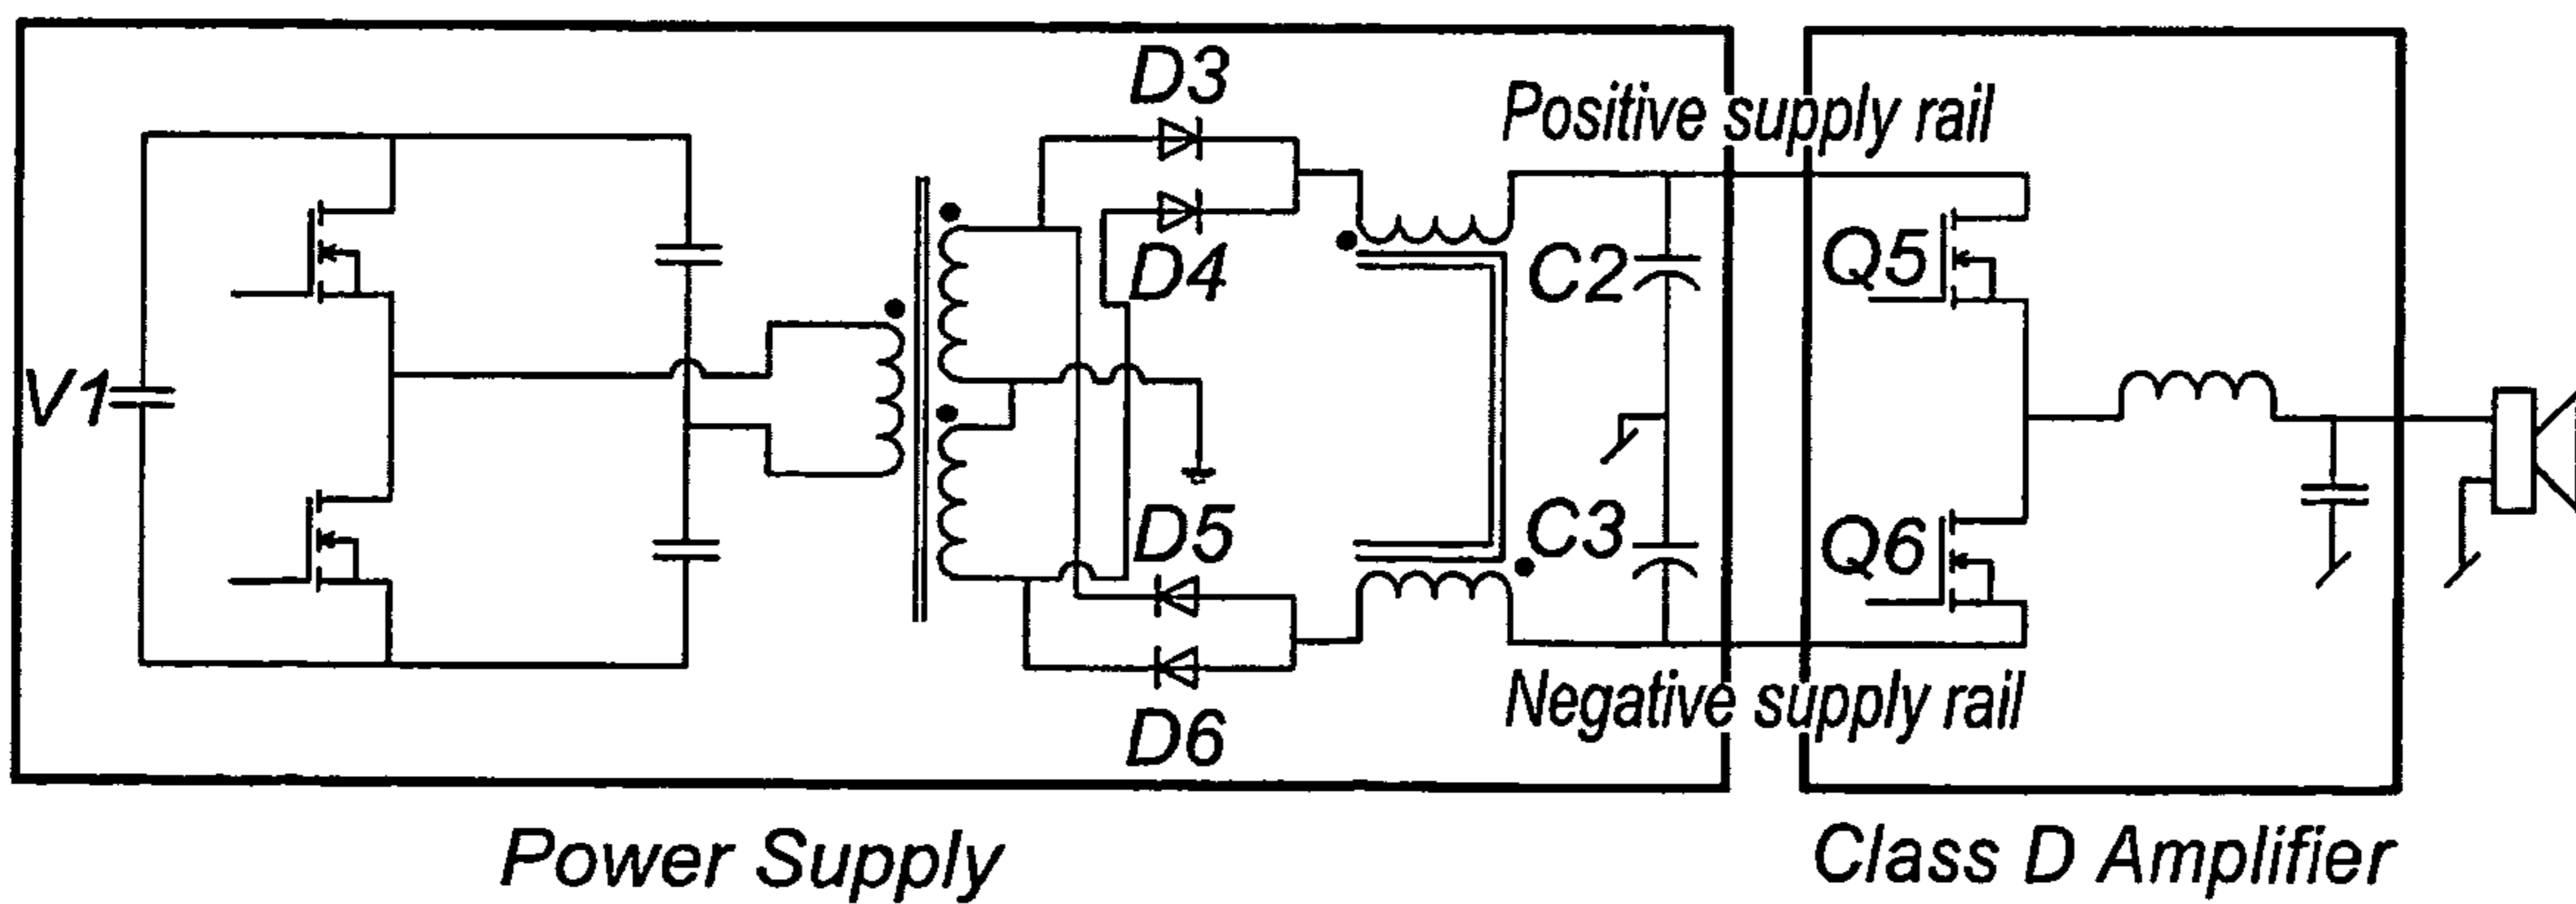 D3
Positive supply rail
D4
C2
Q5
V1
D5
C3
Q6
D6
Negative supply rail
Power Supply
Class D Amplifier